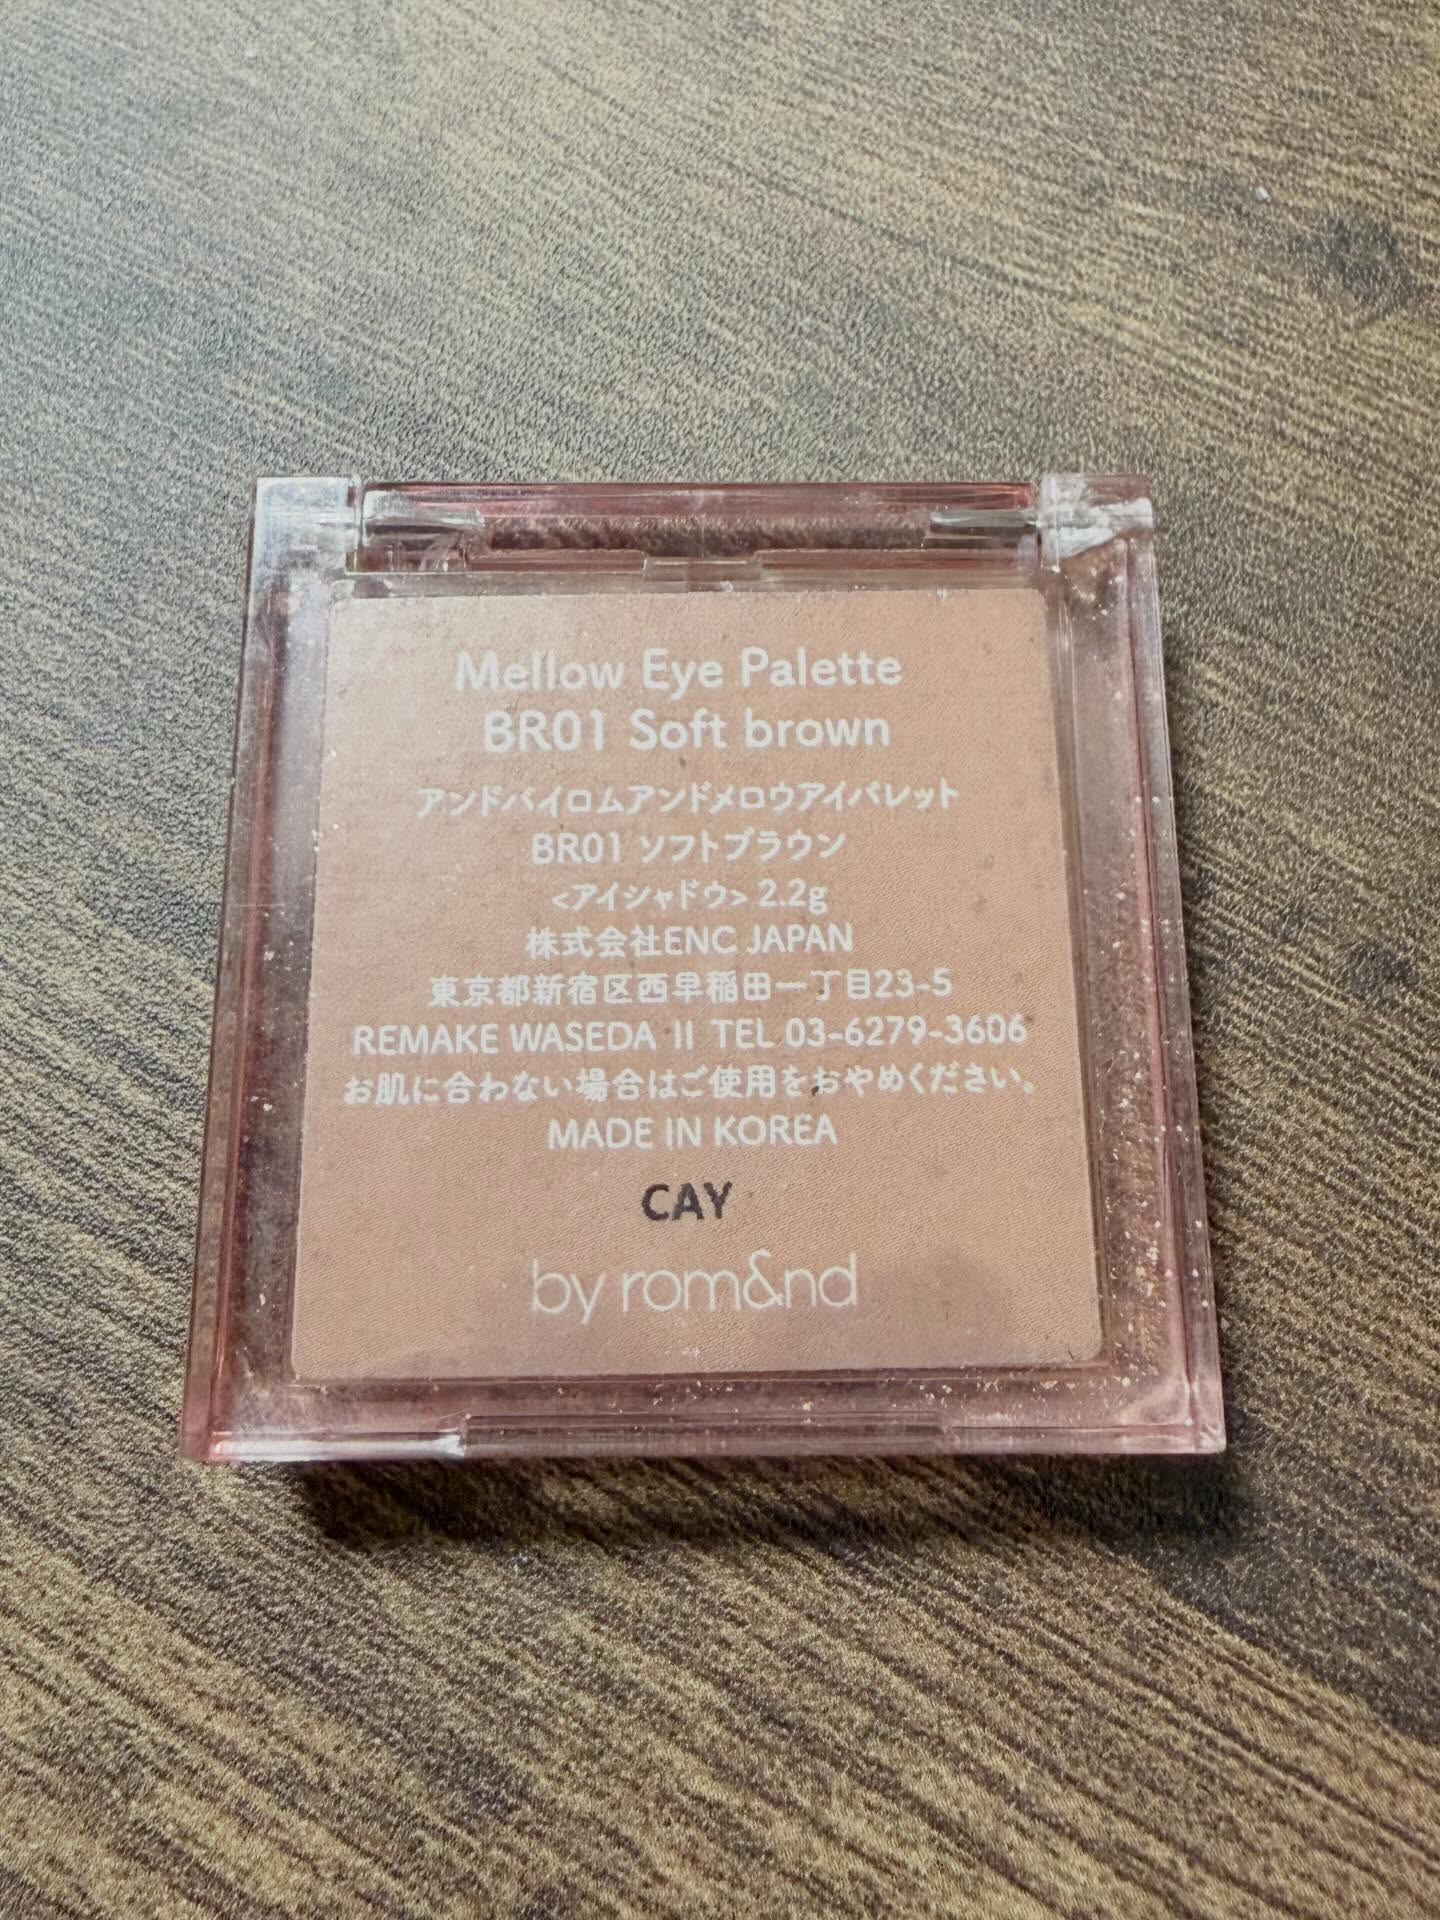 Mellow Eye Palette
BR01 Soft brown
アンドバイロムアンドメロウアイパレット
BR01 ソフトブラウン
<アイシャドウ> 2.2g
株式会社ENC JAPAN
東京都新宿区西早稲田一丁目23-5
REMAKE WASEDA II TEL 03-6279-3606
お肌に合わない場合はご使用をおやめください。
MADE IN KOREA
CAY
by rom&nd